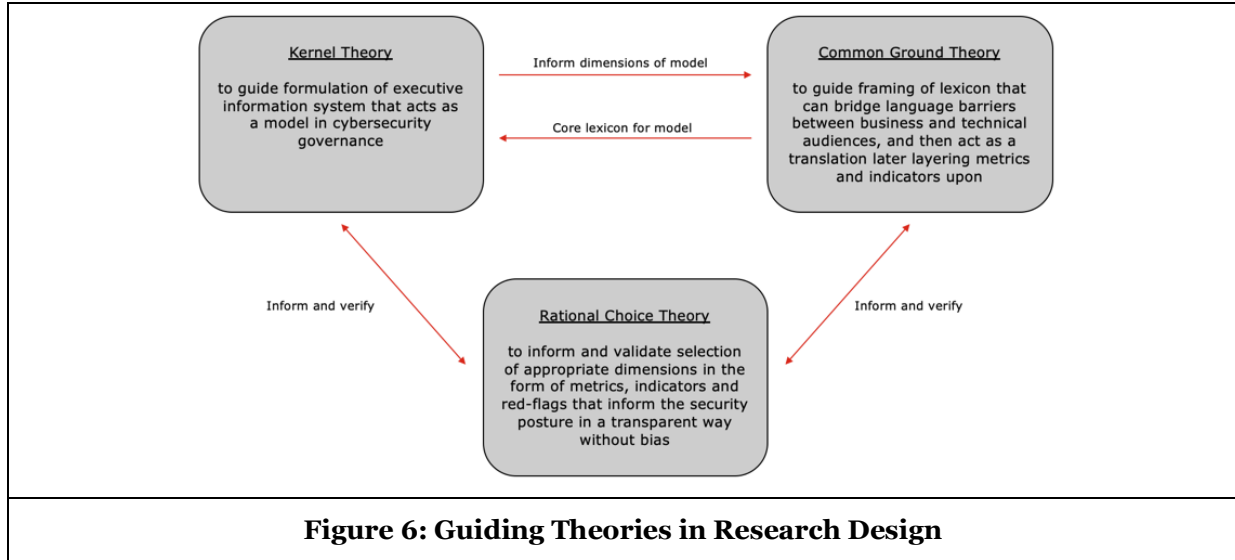 Kernel Theory
to guide formulation of executive
information system that acts as
a model in cybersecurity
governance
Inform dimensions of model
Core lexicon for model
Common Ground Theory
to guide framing of lexicon that
can bridge language barriers
between business and technical
audiences, and then act as a
translation later layering metrics
and indicators upon
Inform and verify
Rational Choice Theory
to inform and validate selection
of appropriate dimensions in the
form of metrics, indicators and
red-flags that inform the security
posture in a transparent way
without bias
Inform and verify
Figure 6: Guiding Theories in Research Design